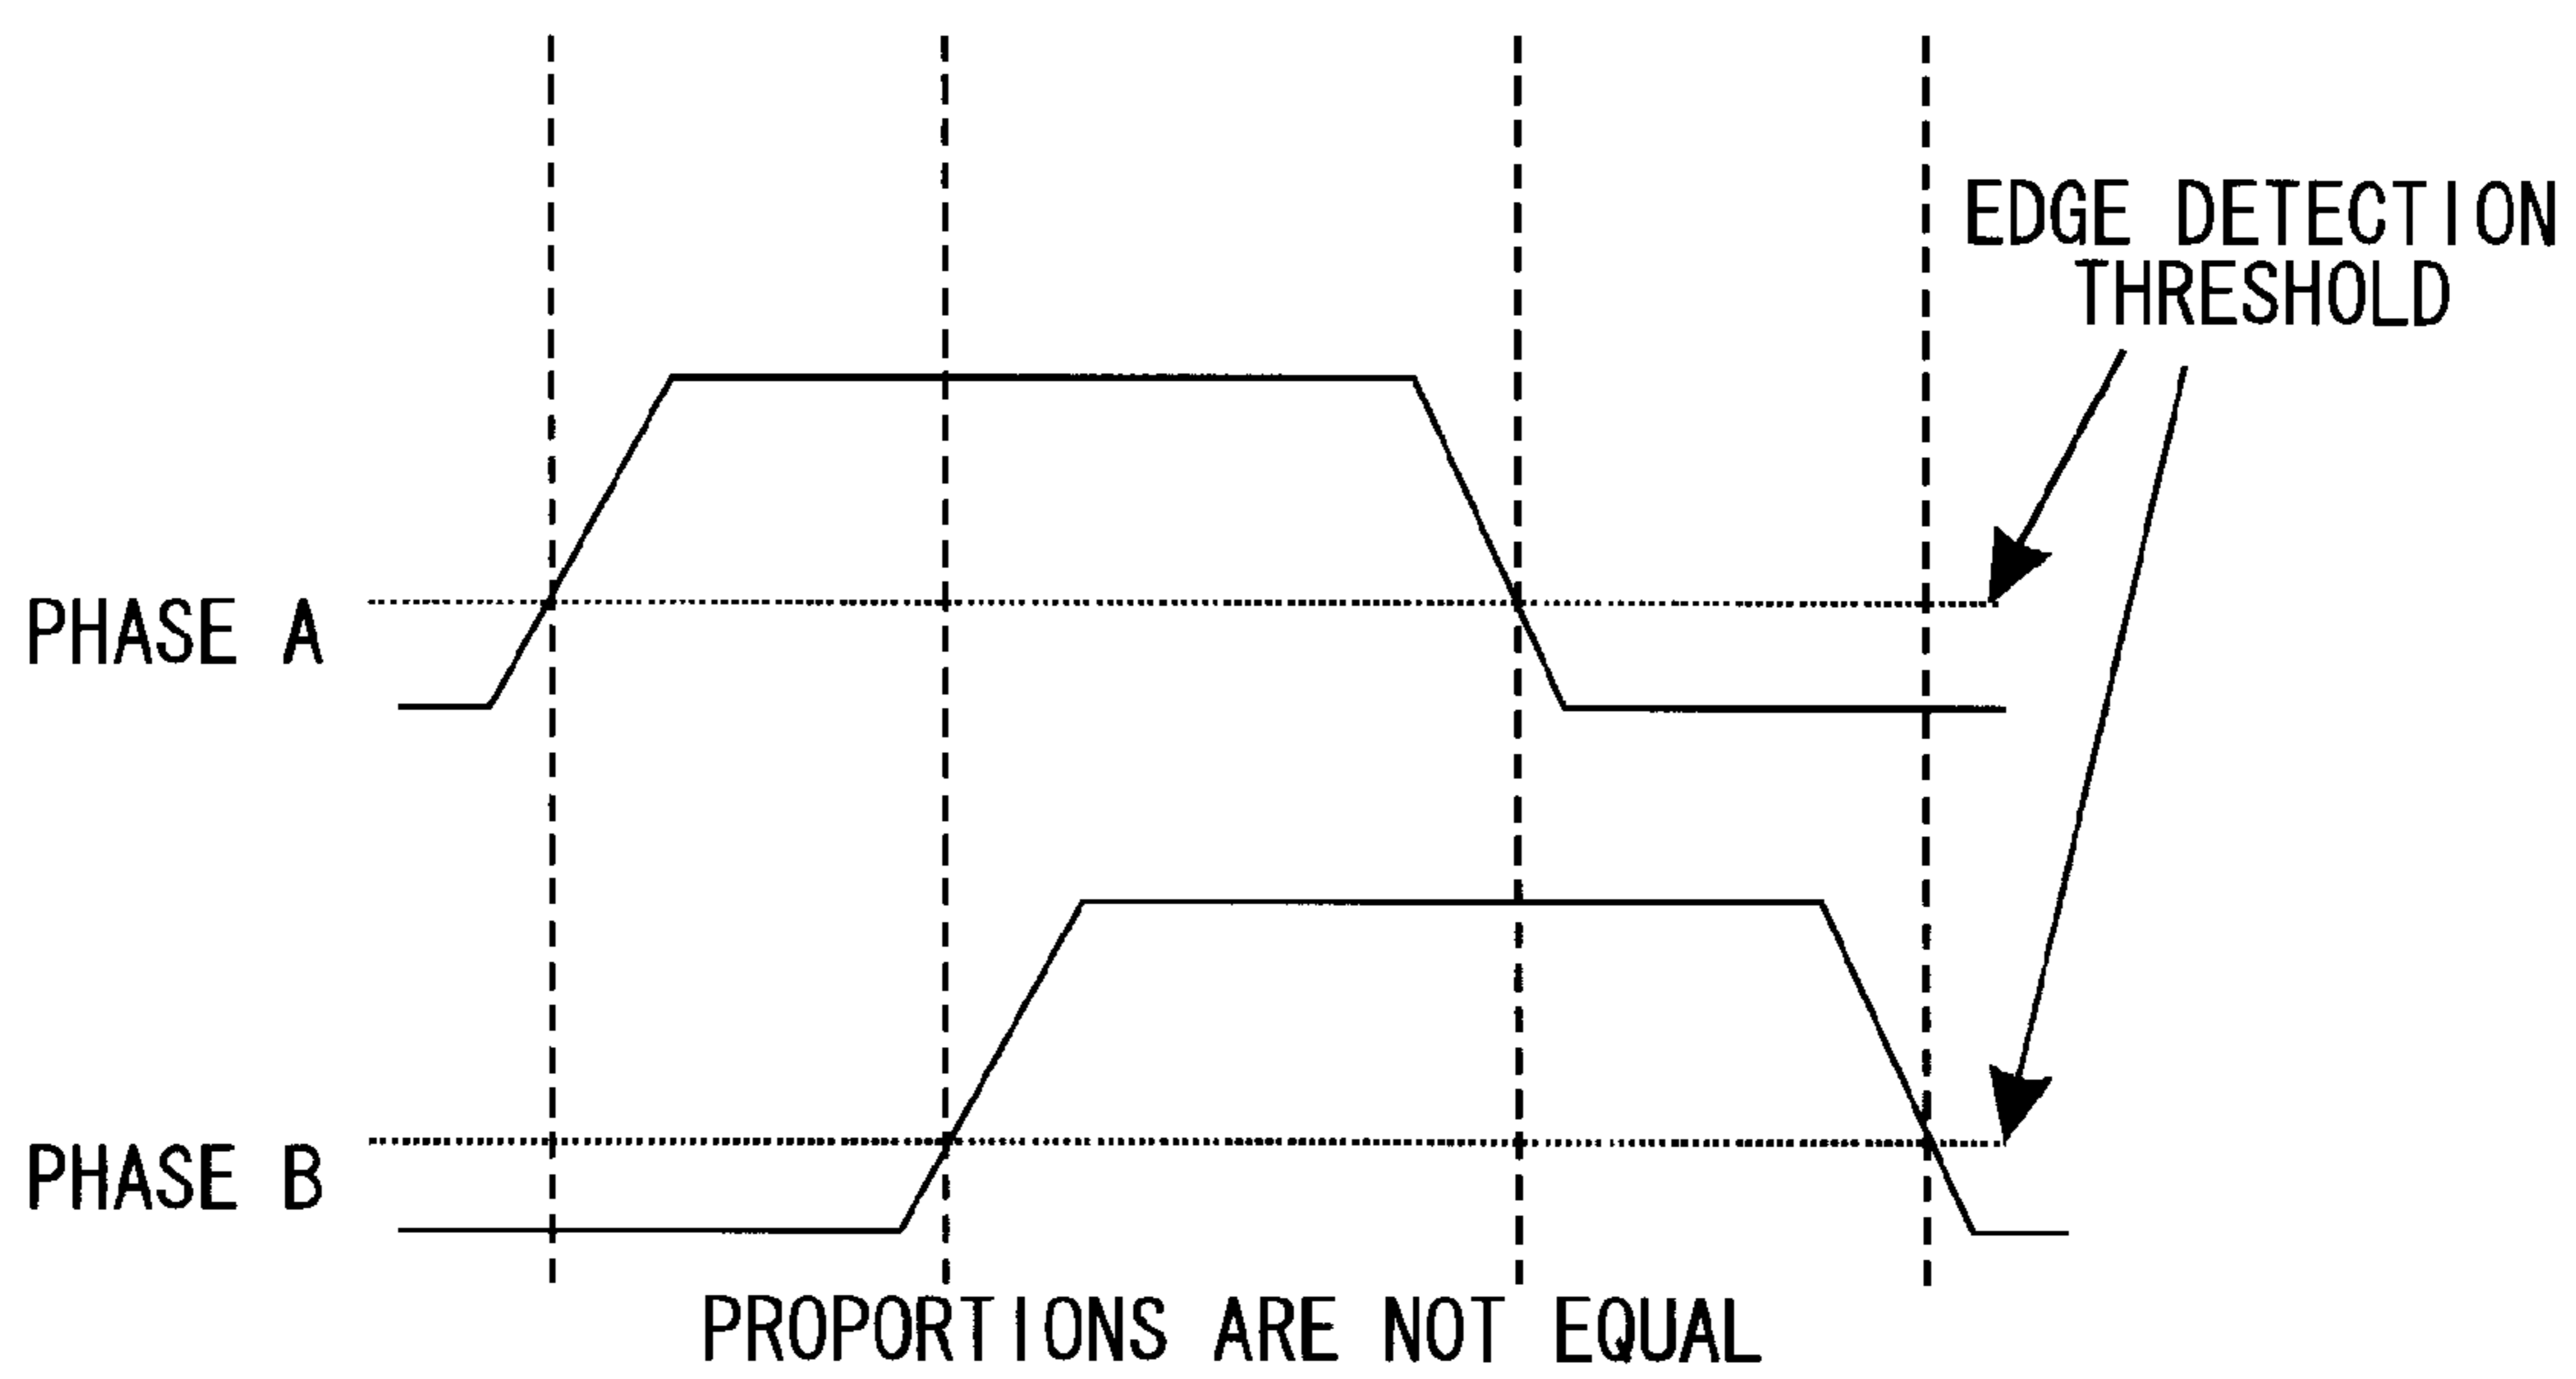 EDGE DETECTION
THRESHOLD
PHASE A
PHASE B
PROPORTIONS ARE NOT EQUAL